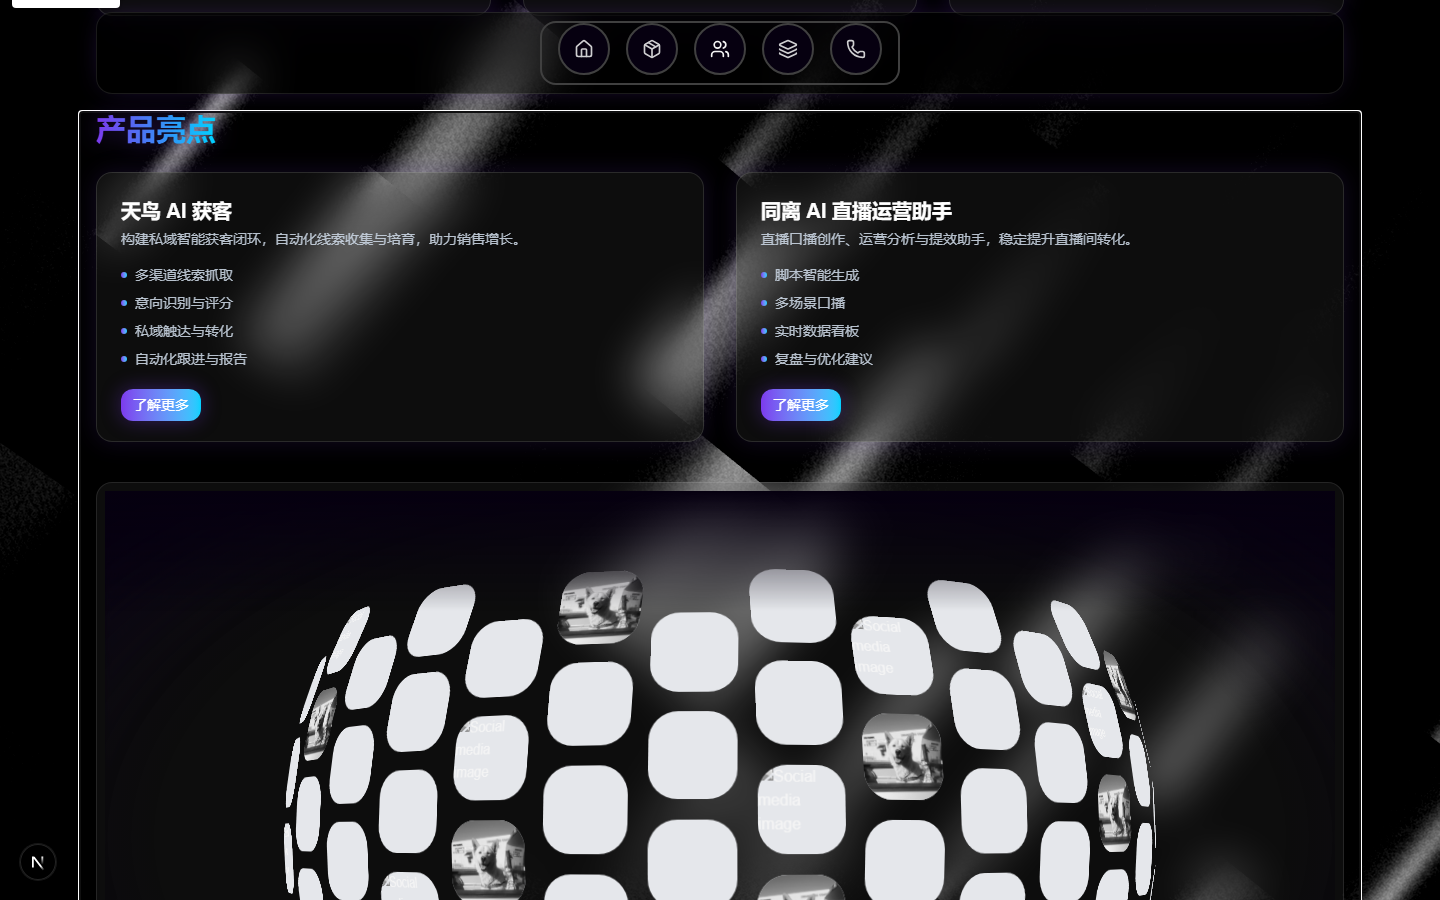 产品亮点
天鸟 AI 获客
构建私域智能获客闭环，自动化线索收集与培育，助力销售增长。
多渠道线索抓取
意向识别与评分
私域触达与转化
自动化跟进与报告
了解更多
同离 AI 直播运营助手
直播口播创作、运营分析与提效助手，稳定提升直播间转化。
脚本智能生成
多场景口播
实时数据看板
复盘与优化建议
了解更多
Social
media
image
Social
media
image
Social
media
image
Social
N